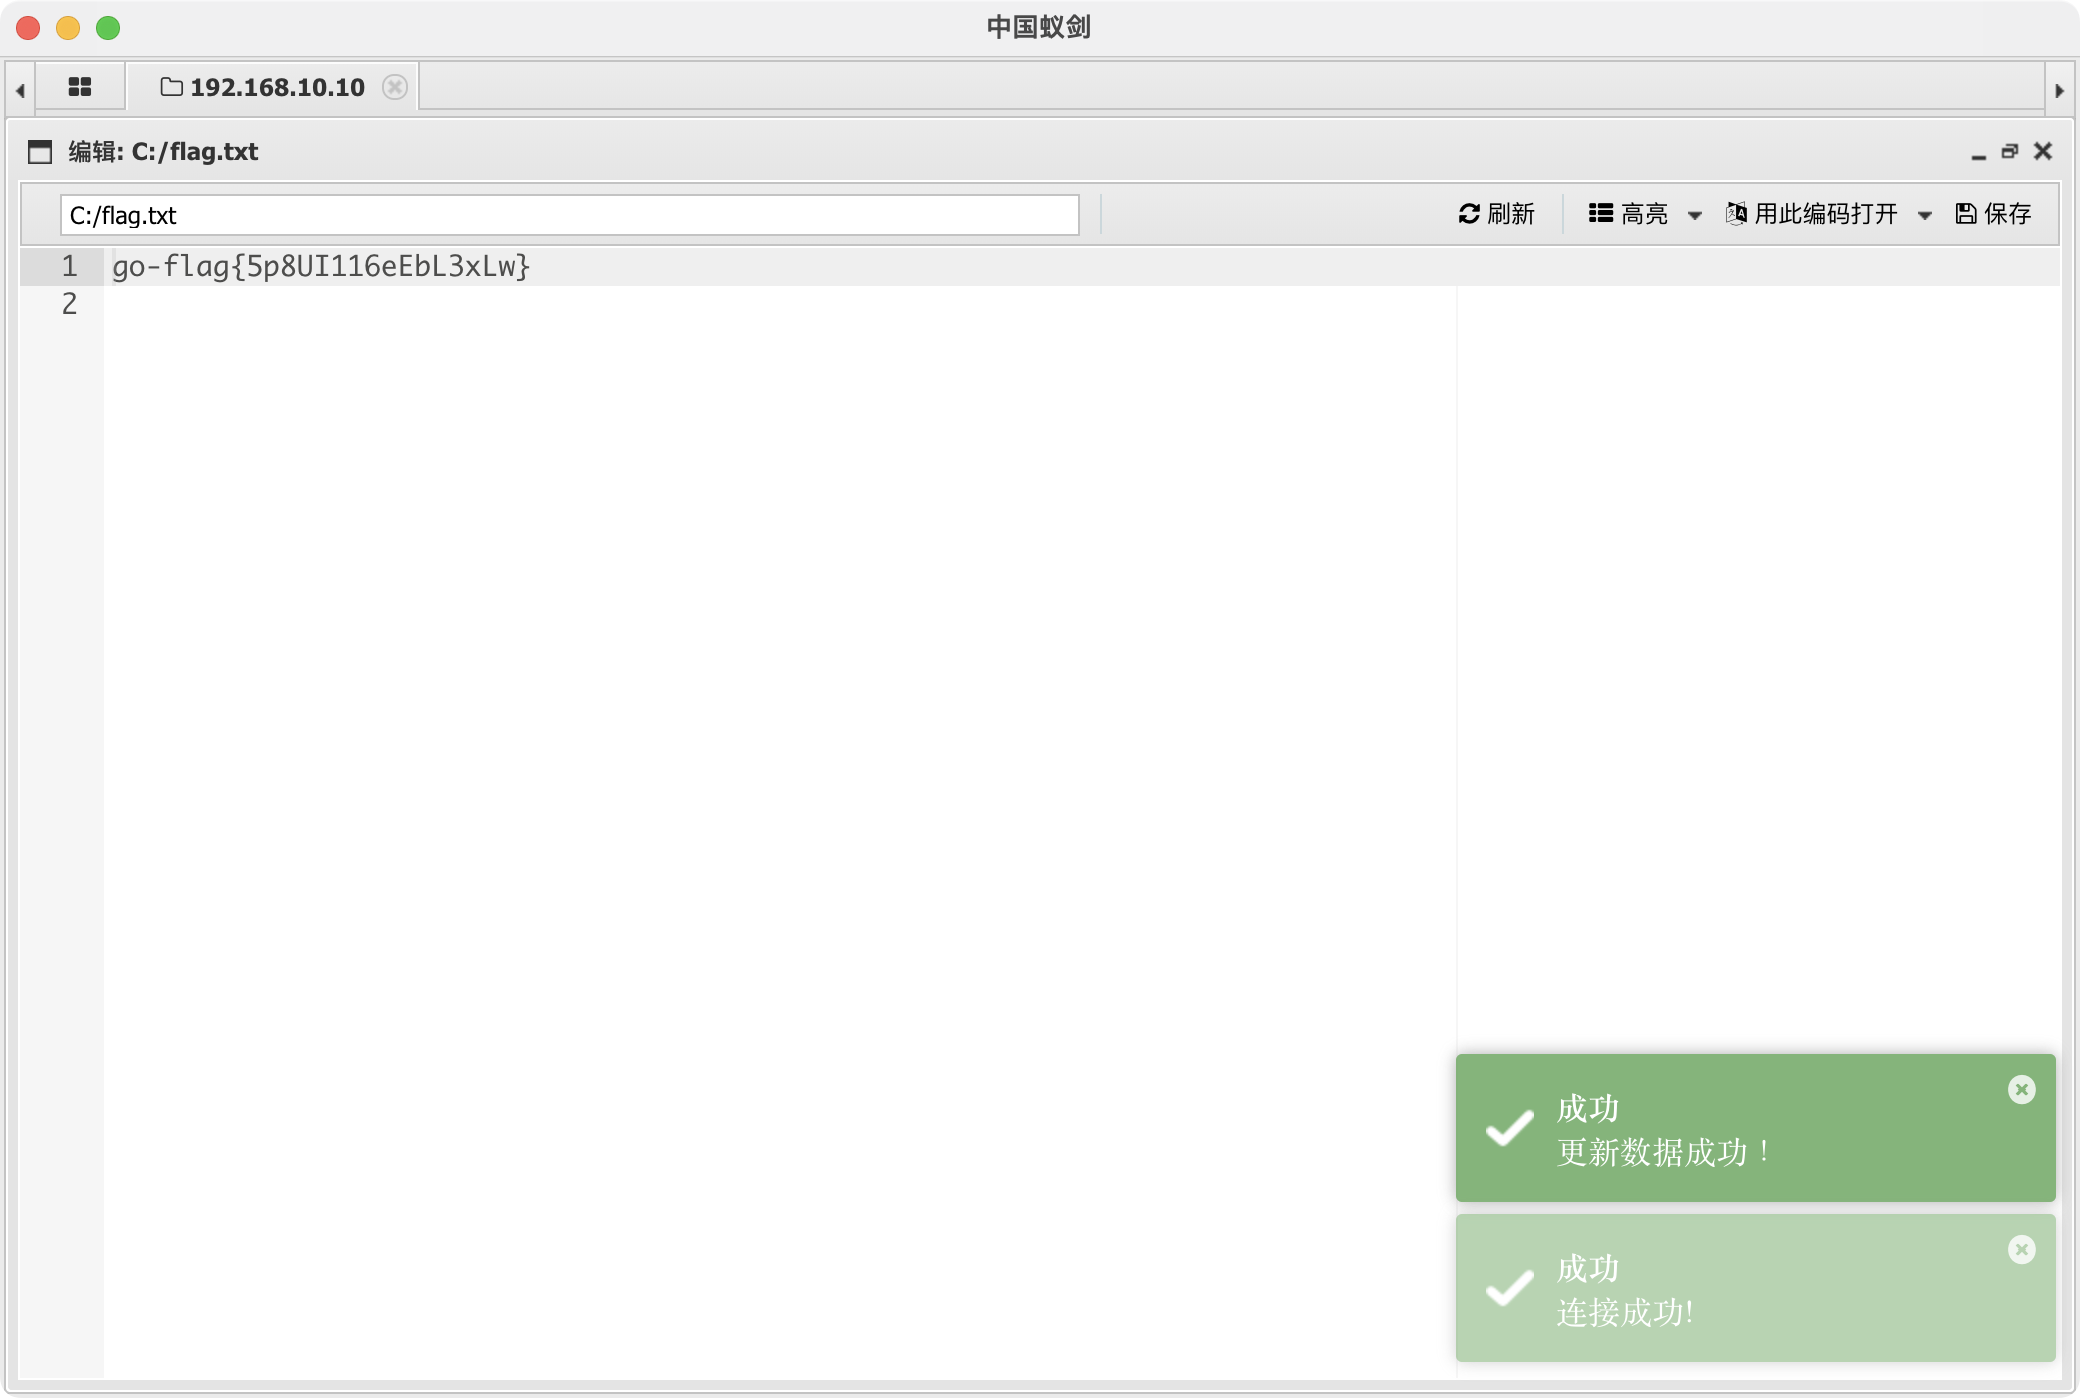 中国蚁剑
192.168.10.10
编辑: C:/flag.txt
C:/flag.txt
刷新 高亮 用此编码打开 保存
1 go-flag{5p8UI116eEbL3xLw}
2
成功
更新数据成功！
成功
连接成功!